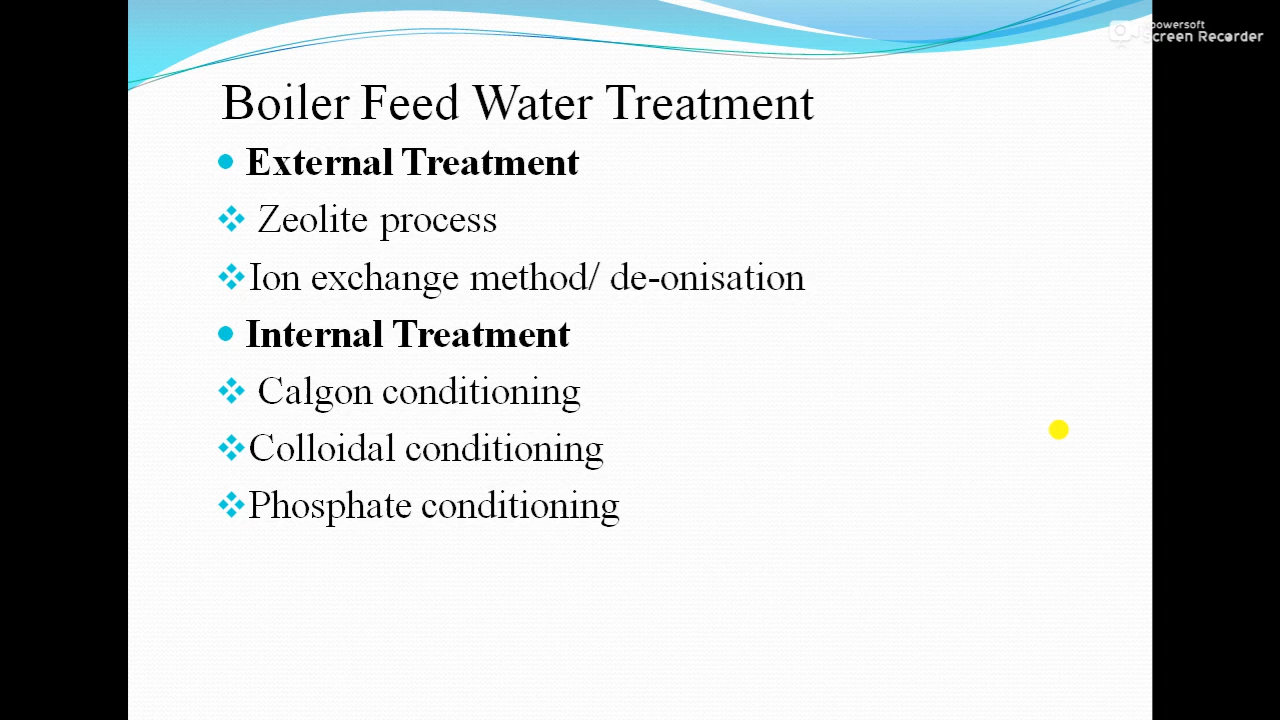 powersoft
Screen Recorder
Boiler Feed Water Treatment
External Treatment
Zeolite process
Ion exchange method/ de-onisation
Internal Treatment
Calgon conditioning
Colloidal conditioning
Phosphate conditioning